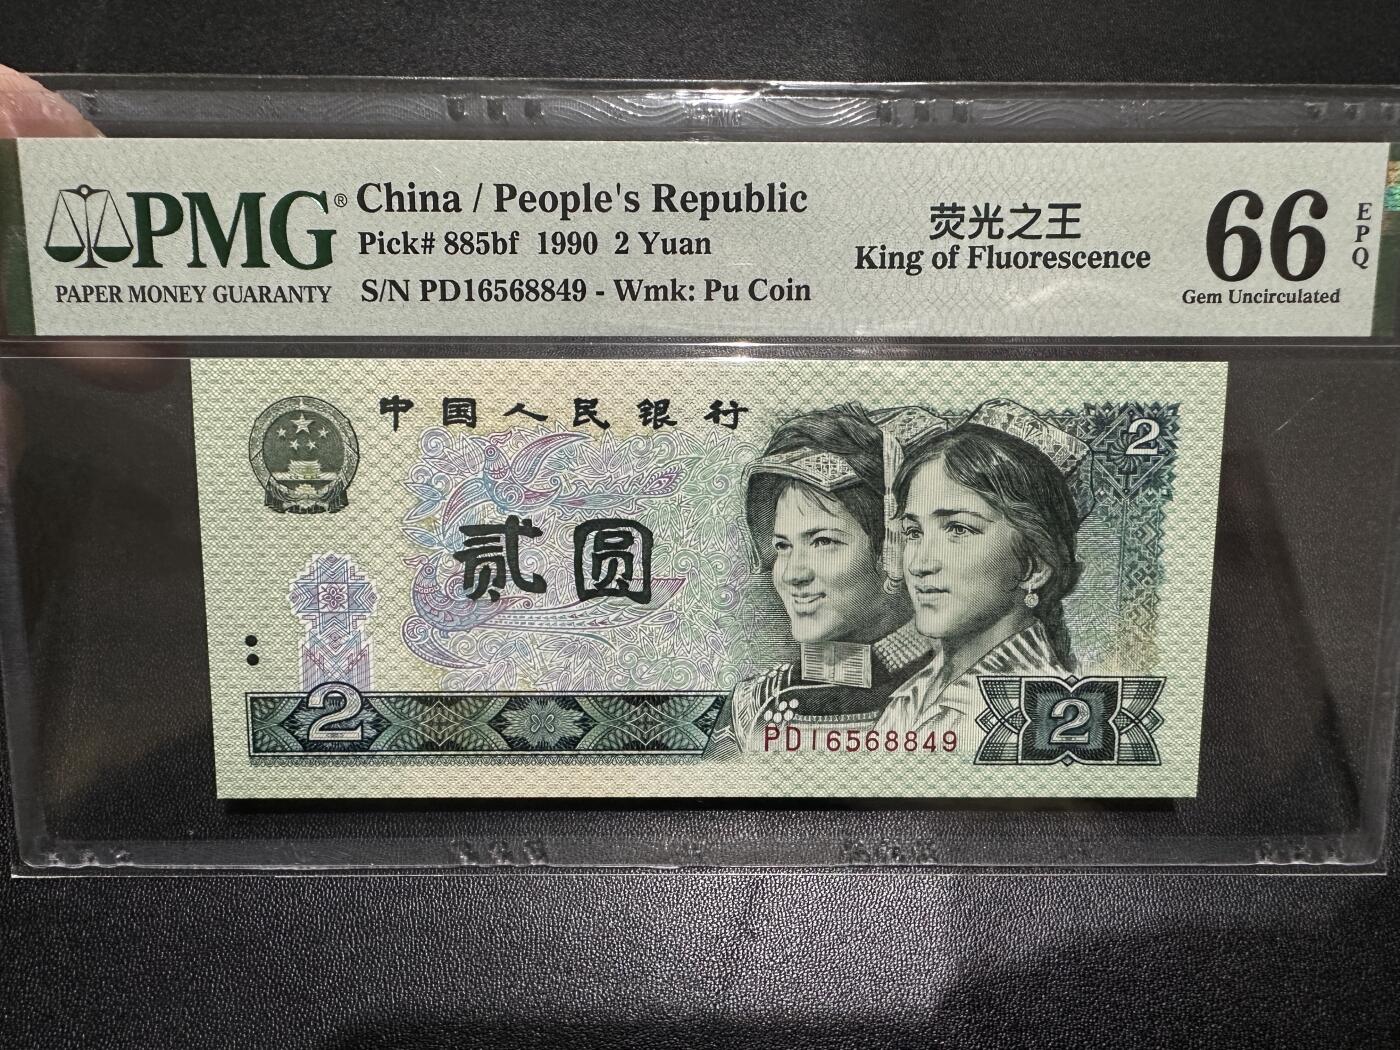 PMG®
PAPER MONEY GUARANTY
China / People's Republic
Pick# 885bf 1990 2 Yuan
S/N PD16568849 - Wmk: Pu Coin
荧光之王
King of Fluorescence
66
EPQ
Gem Uncirculated
中国人民银行
2
贰圆
2
PD16568849
2